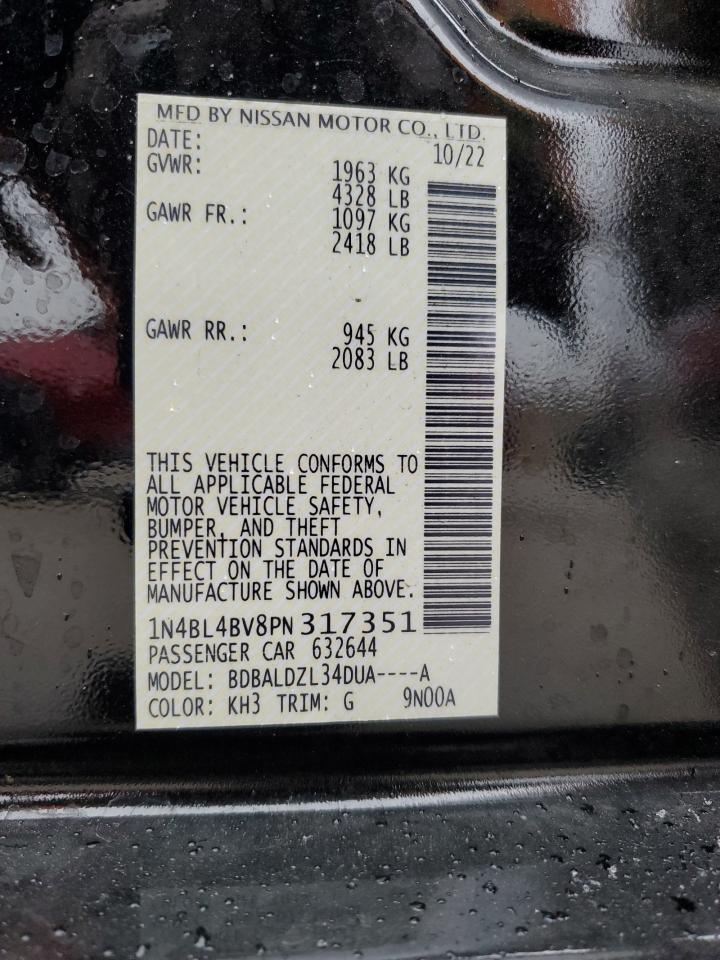 MFD BY NISSAN MOTOR CO., LTD.
DATE: 10/22
GVWR: 1963 KG
4328 LB
GAWR FR.: 1097 KG
2418 LB
GAWR RR.: 945 KG
2083 LB
THIS VEHICLE CONFORMS TO
ALL APPLICABLE FEDERAL
MOTOR VEHICLE SAFETY,
BUMPER, AND THEFT
PREVENTION STANDARDS IN
EFFECT ON THE DATE OF
MANUFACTURE SHOWN ABOVE.
1N4BL4BV8PN317351
PASSENGER CAR 632644
MODEL: BDBALDZL34DUA----A
COLOR: KH3 TRIM: G 9N00A